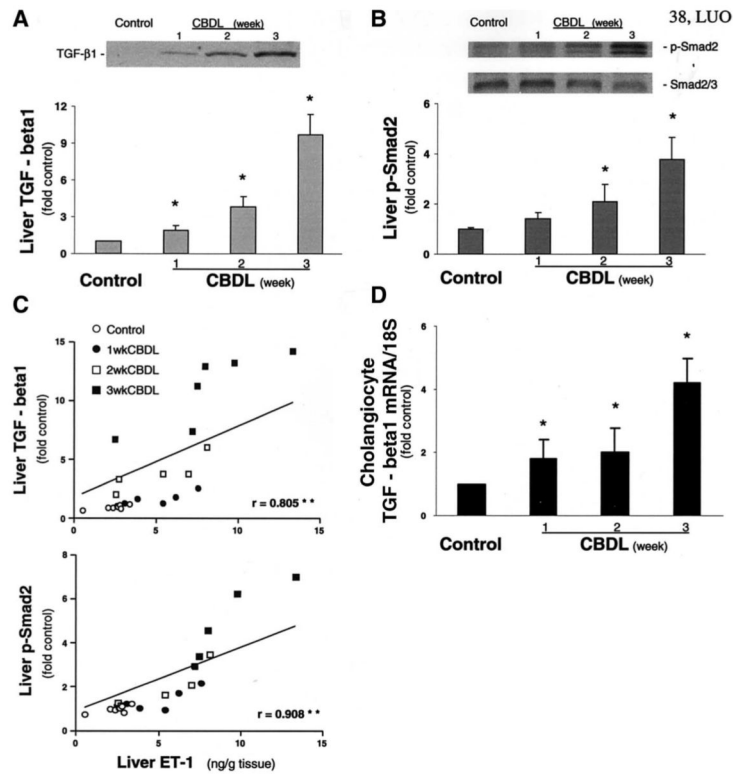 38, LUO
A
Control
CBDL (week)
1 2 3
TGF-β1 -
Liver TGF - beta1
(fold control)
12
9
6
3
0
*
*
*
Control
1 2 3
CBDL (week)
B
Control
CBDL (week)
1 2 3
- p-Smad2
- Smad2/3
Liver p-Smad2
(fold control)
6
4
2
0
*
*
Control
1 2 3
CBDL (week)
C
Control
1wkCBDL
2wkCBDL
3wkCBDL
Liver TGF - beta1
(fold control)
15
10
5
0
r = 0.805 * *
0 5 10 15
Liver p-Smad2
(fold control)
8
6
4
2
0
r = 0.908 * *
0 5 10 15
Liver ET-1 (ng/g tissue)
D
Cholangiocyte
TGF - beta1 mRNA/18S
(fold control)
6
4
2
0
*
*
*
Control
1 2 3
CBDL (week)